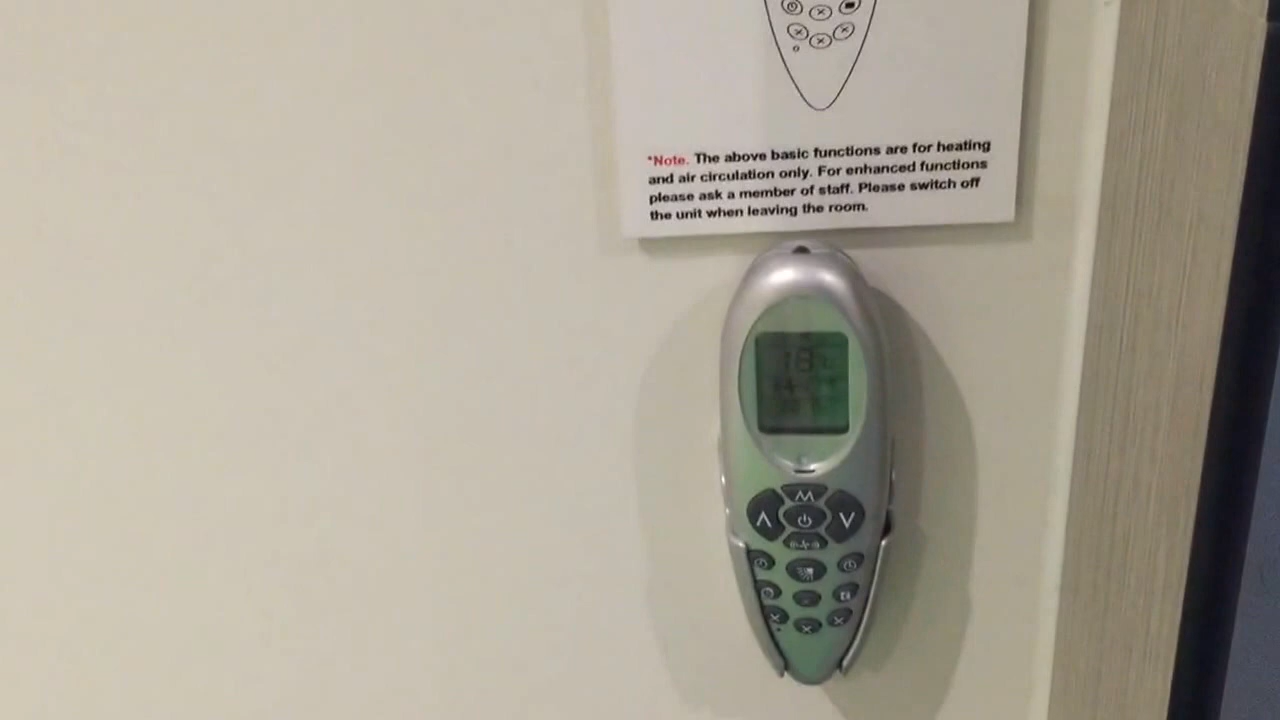 *Note. The above basic functions are for heating
and air circulation only. For enhanced functions
please ask a member of staff. Please switch off
the unit when leaving the room.
18